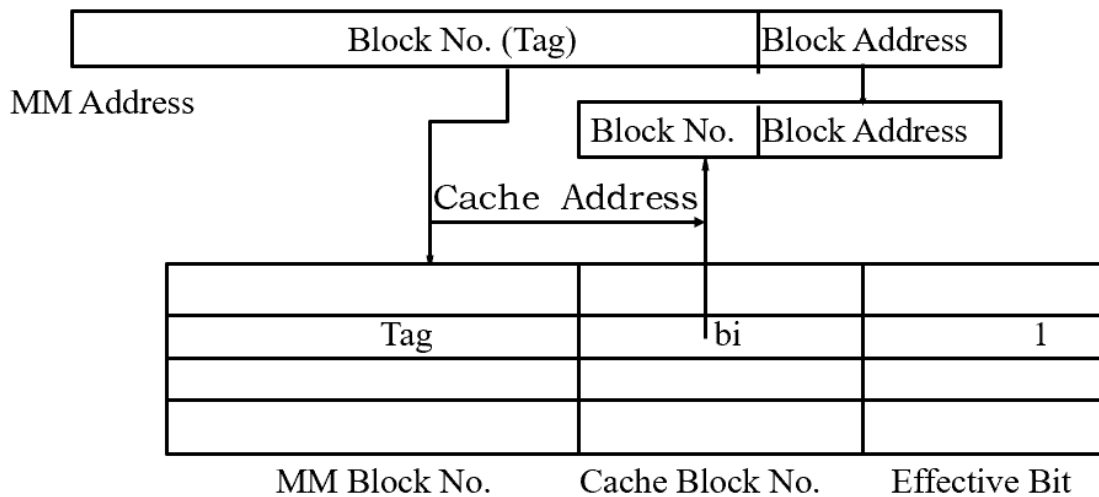 Block No. (Tag) Block Address
MM Address
Block No. Block Address
Cache Address
Tag bi 1
MM Block No. Cache Block No. Effective Bit